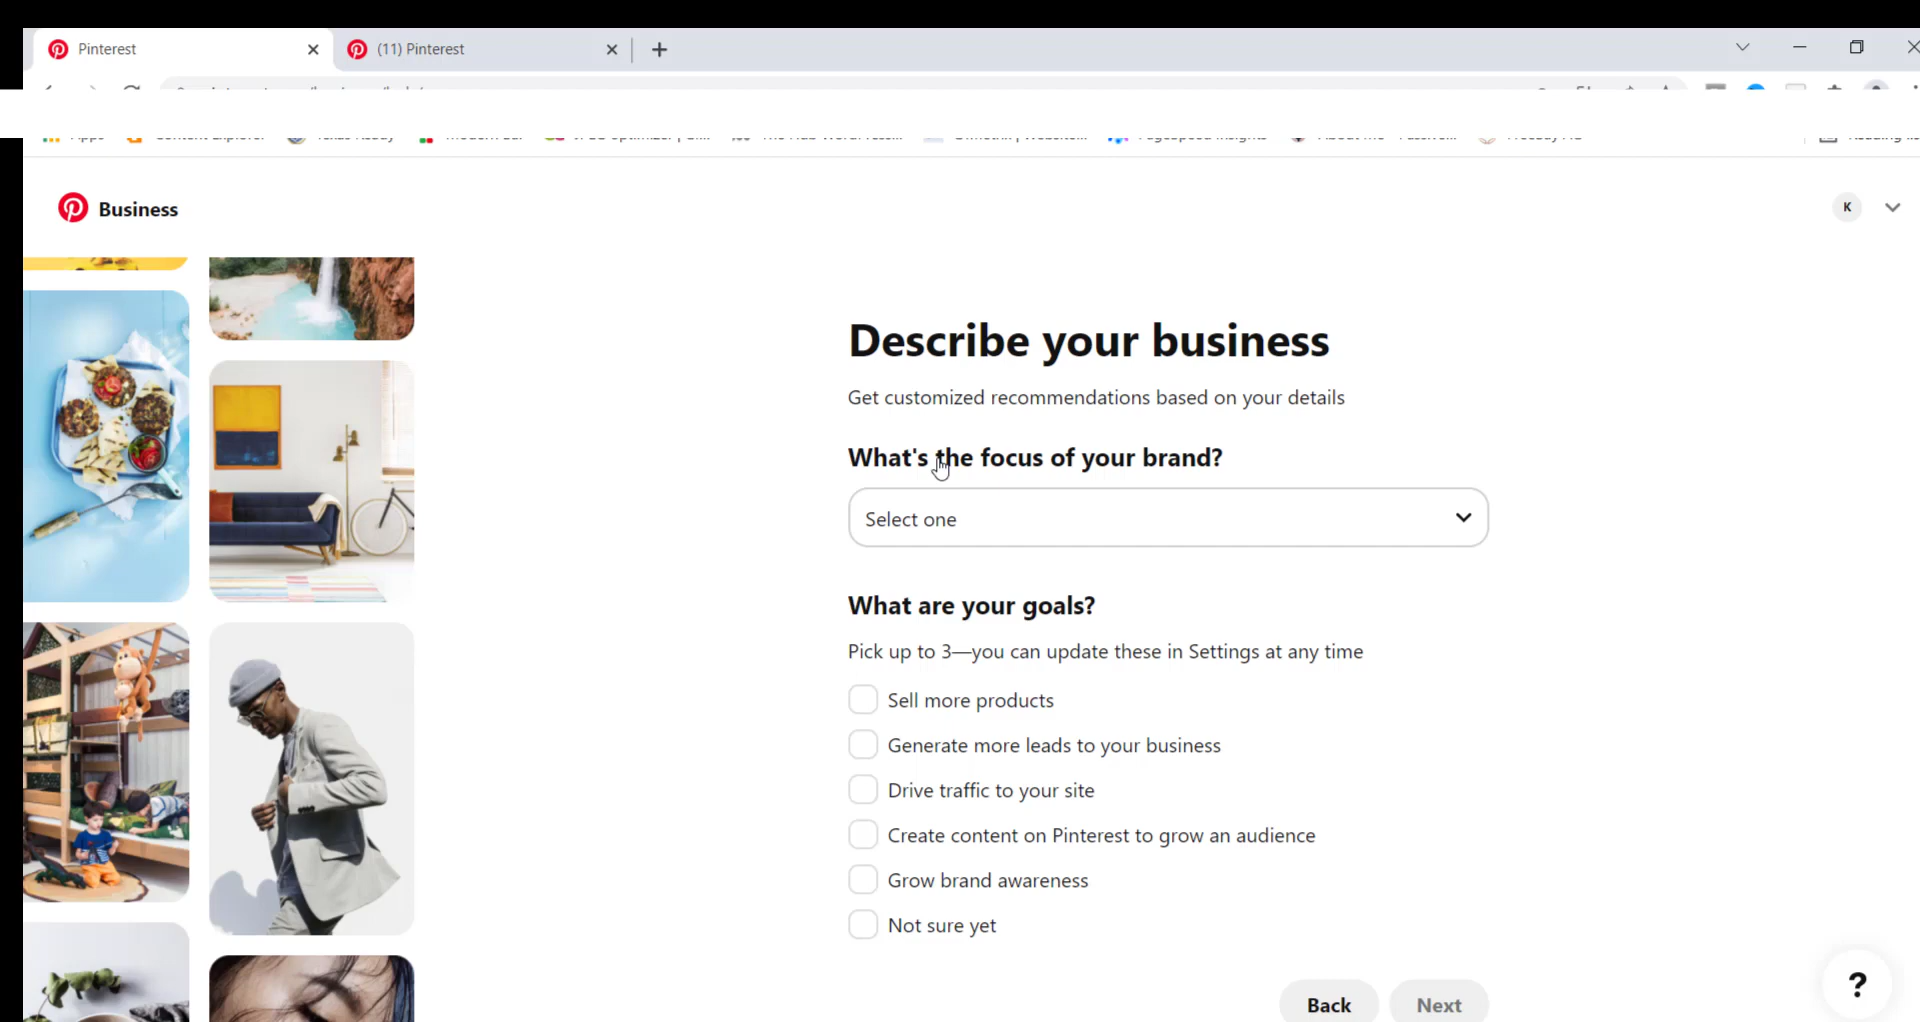 Pinterest
(11) Pinterest
Business
K
Describe your business
Get customized recommendations based on your details
What's the focus of your brand?
Select one
What are your goals?
Pick up to 3—you can update these in Settings at any time
Sell more products
Generate more leads to your business
Drive traffic to your site
Create content on Pinterest to grow an audience
Grow brand awareness
Not sure yet
Back
Next
?